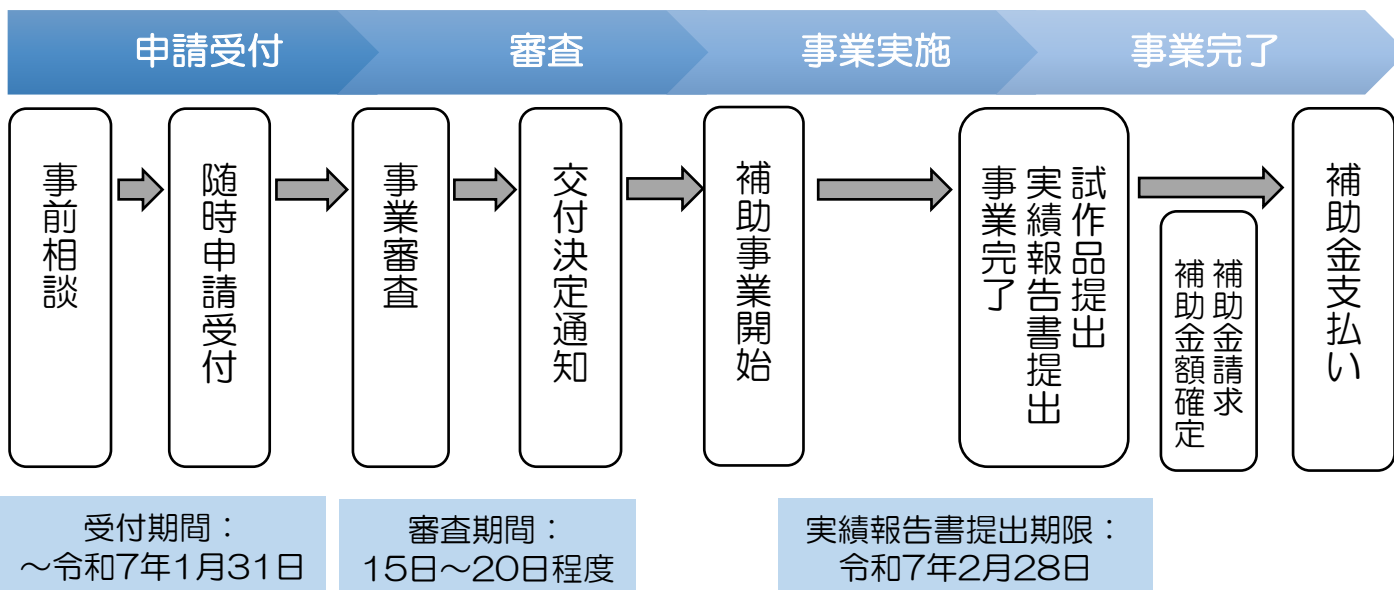 申請受付
審査
事業実施
事業完了
事前相談
随時申請受付
事業審査
交付決定通知
補助事業開始
試作品提出
実績報告書提出
事業完了
補助金請求
補助金額確定
補助金支払い
受付期間：
～令和7年1月31日
審査期間：
15日～20日程度
実績報告書提出期限：
令和7年2月28日